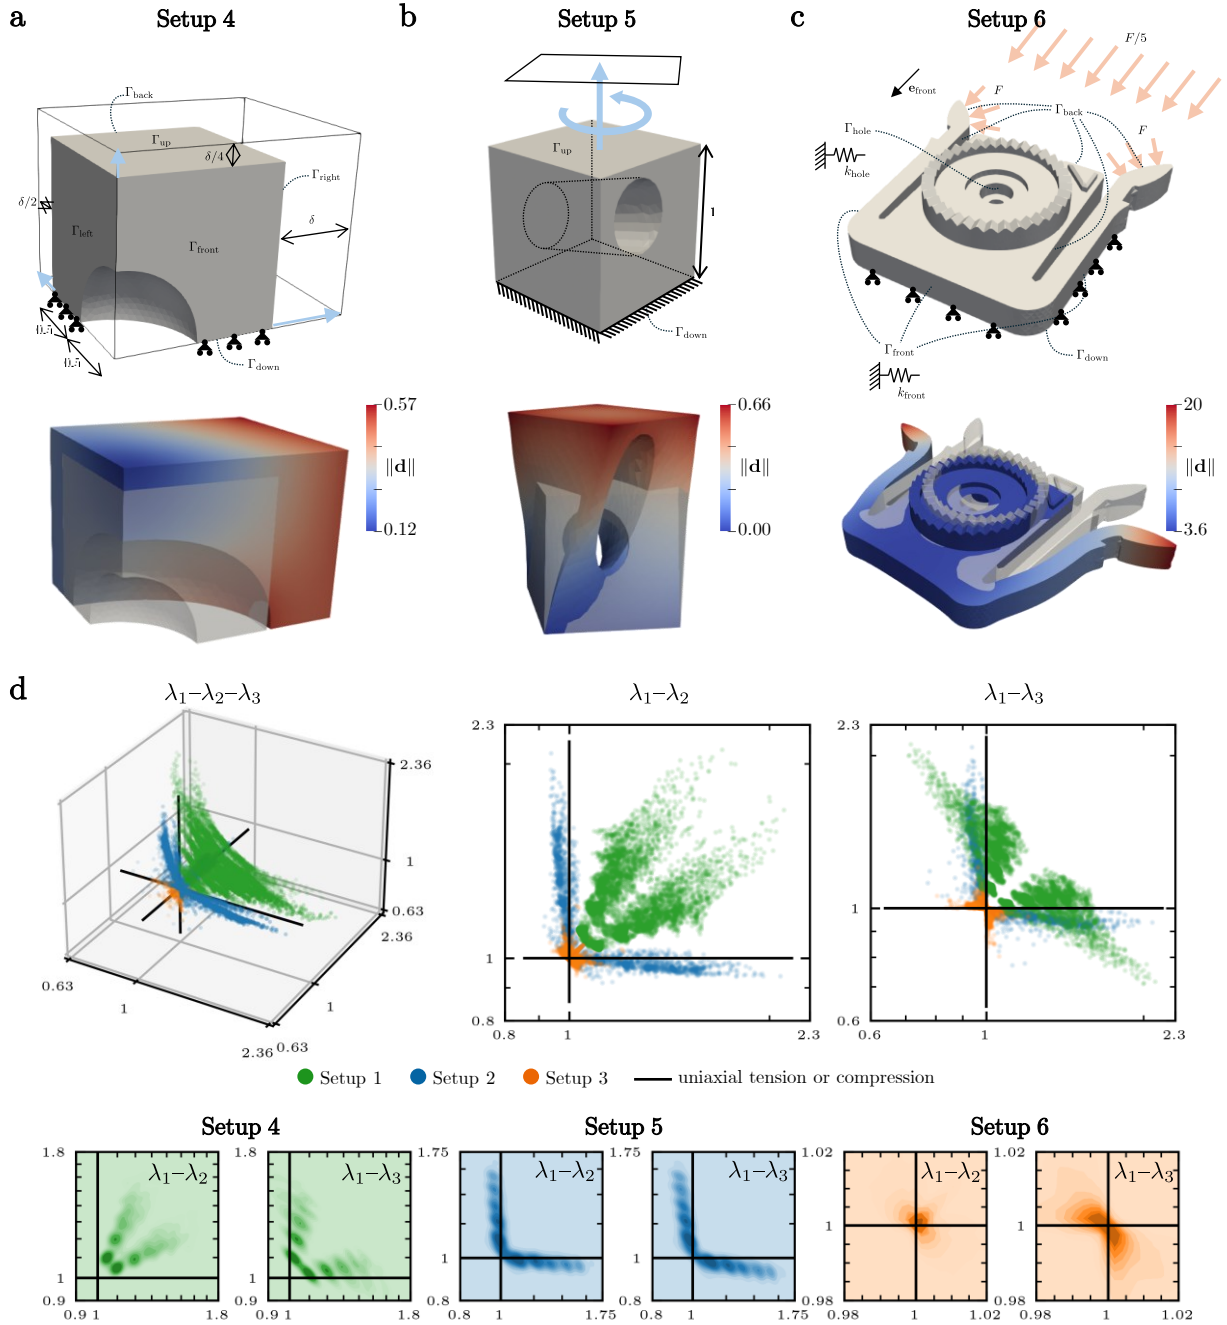 a
Setup 4
b
Setup 5
c
Setup 6
Γback
Γup
δ/4
Γright
δ/2
δ
Γleft
Γfront
0.5
0.5
Γdown
Γup
1
Γdown
F/5
efront
F
Γback
Γhole
khole
F
Γfront
Γdown
kfront
0.57
‖d‖
0.12
0.66
‖d‖
0.00
20
‖d‖
3.6
d
λ1–λ2–λ3
2.36
1
0.63
2.36
0.63
1
1
2.36
0.63
λ1–λ2
2.3
1
0.8
0.8
1
2.3
λ1–λ3
2.3
1
0.6
0.6
1
2.3
Setup 1
Setup 2
Setup 3
uniaxial tension or compression
Setup 4
Setup 5
Setup 6
1.8
λ1–λ2
1
0.9
0.9
1
1.8
1.8
λ1–λ3
1
0.9
0.9
1
1.8
1.75
λ1–λ2
1
0.8
0.8
1
1.75
1.75
λ1–λ3
1
0.8
0.8
1
1.75
1.02
λ1–λ2
1
0.98
0.98
1
1.02
1.02
λ1–λ3
1
0.98
0.98
1
1.02